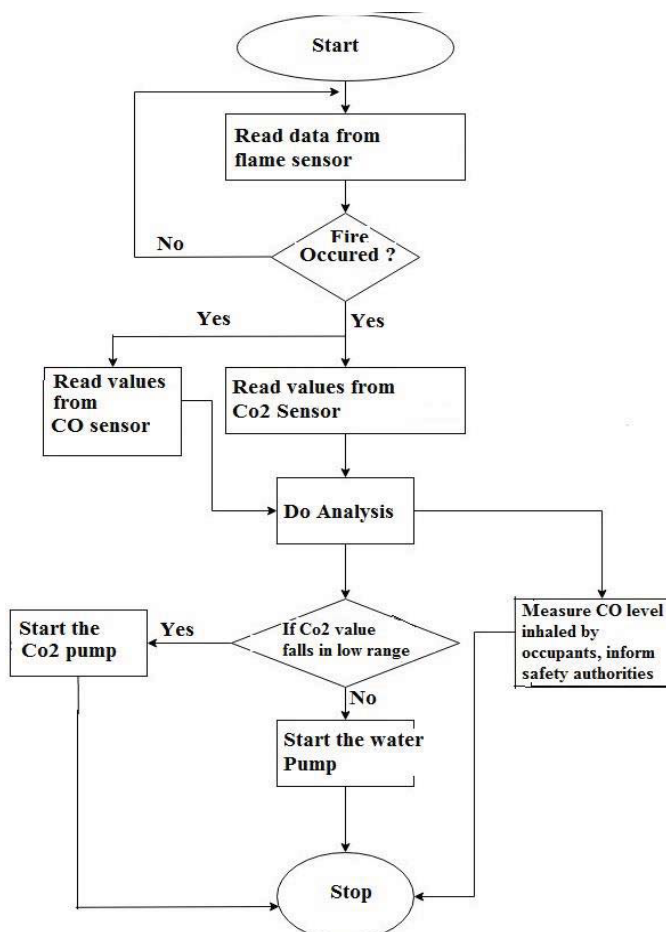 Start
Read data from
flame sensor
Fire
Occured ?
No
Yes
Yes
Read values
from
CO sensor
Read values from
Co2 Sensor
Do Analysis
If Co2 value
falls in low range
Yes
Start the
Co2 pump
Measure CO level
inhaled by
occupants, inform
safety authorities
No
Start the water
Pump
Stop